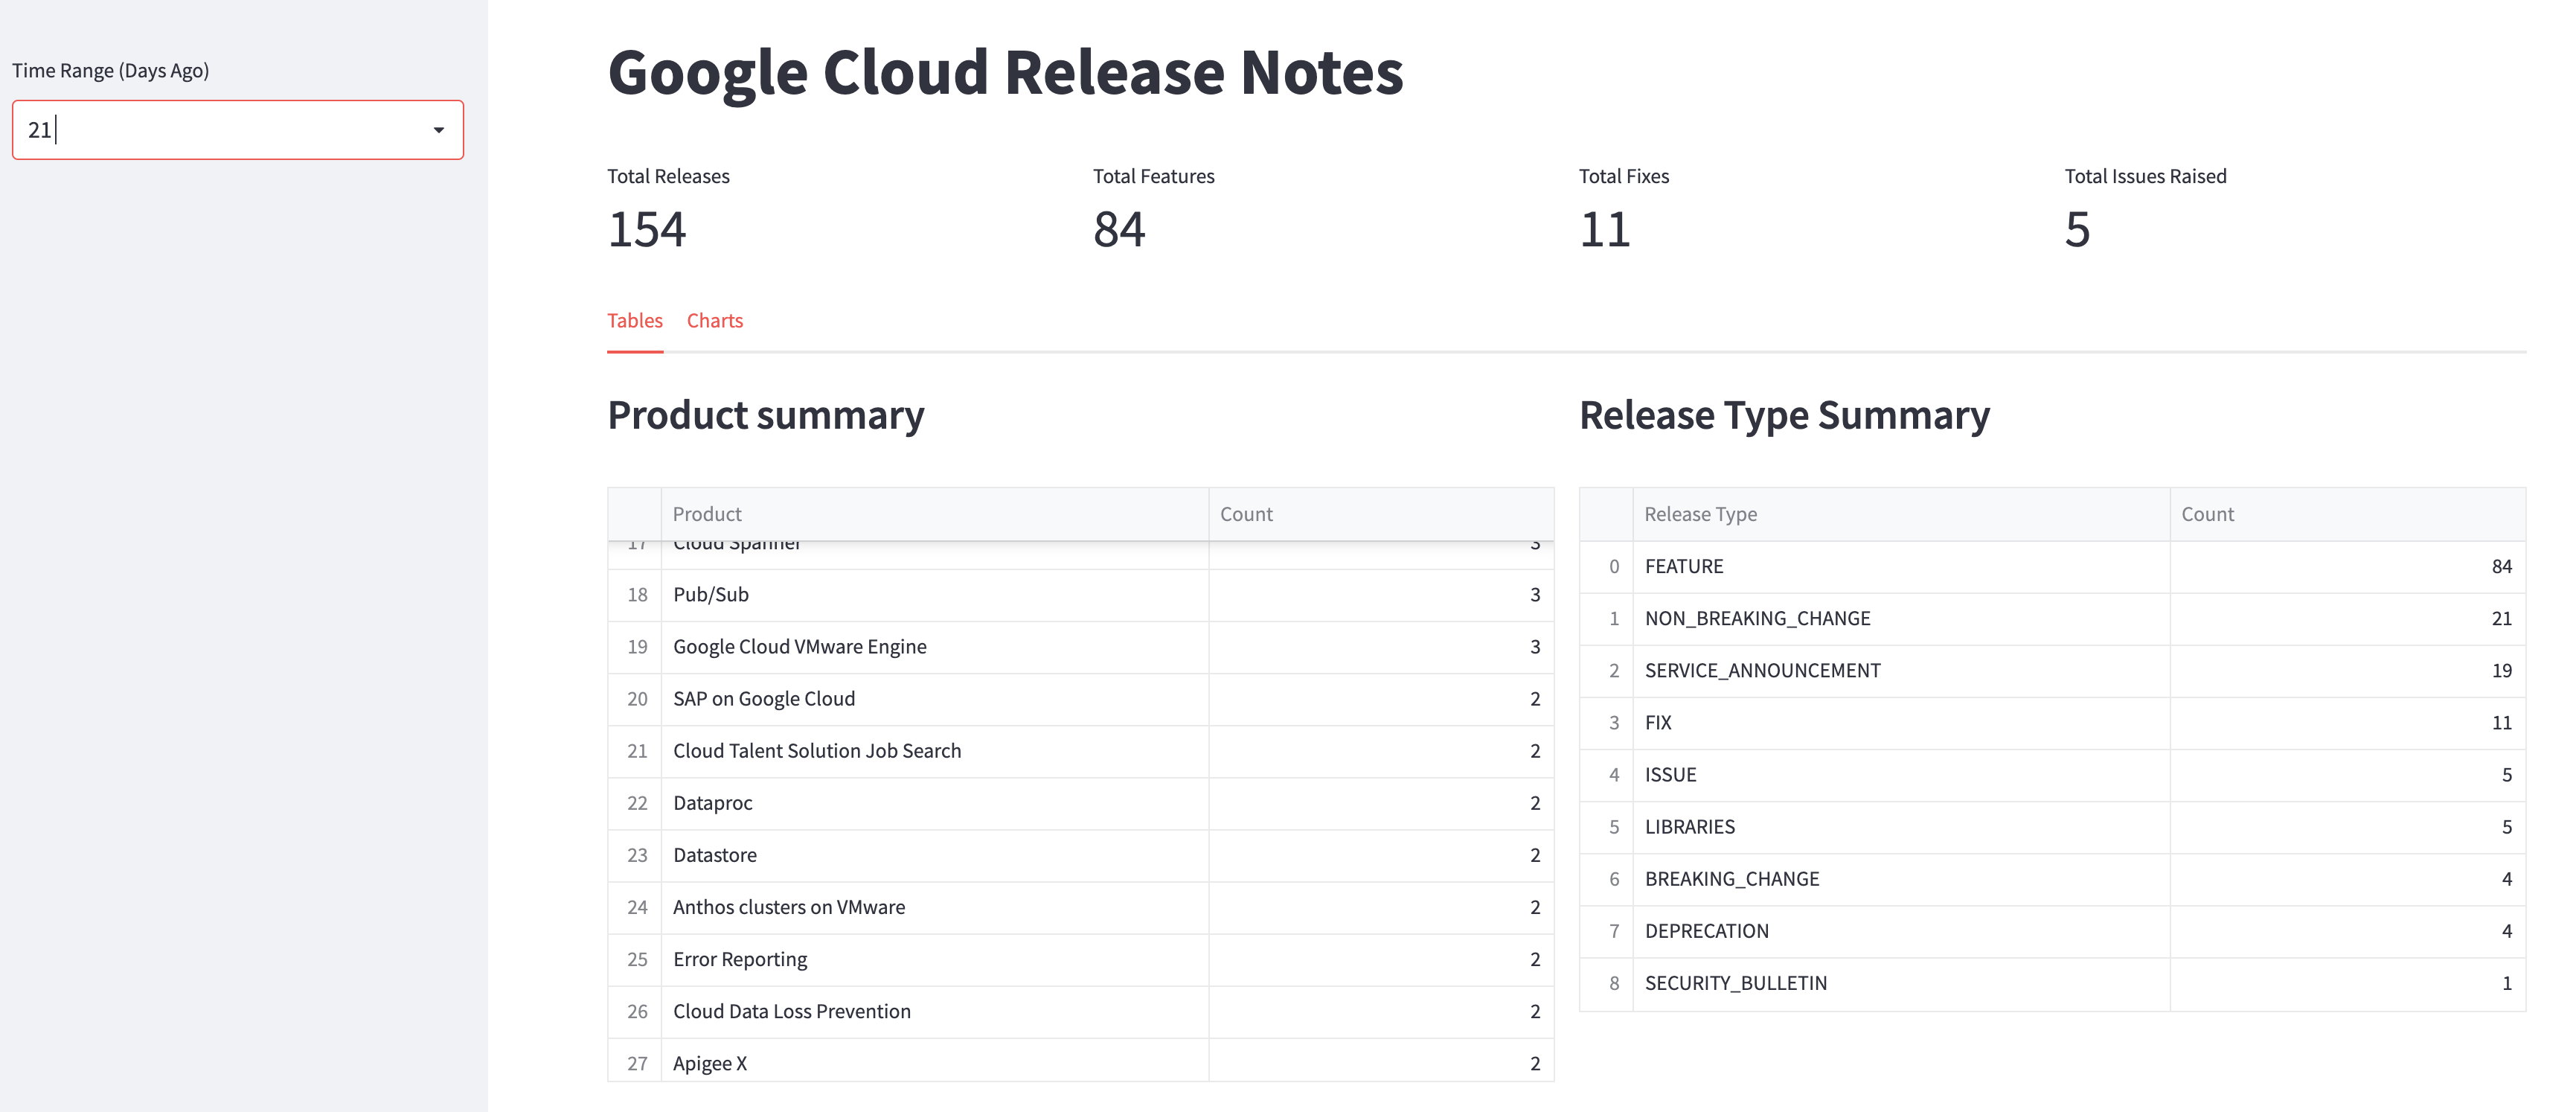 Time Range (Days Ago)
21
Google Cloud Release Notes
Total Releases
154
Total Features
84
Total Fixes
11
Total Issues Raised
5
Tables Charts
Product summary
Product Count
17 Cloud Spanner 3
18 Pub/Sub 3
19 Google Cloud VMware Engine 3
20 SAP on Google Cloud 2
21 Cloud Talent Solution Job Search 2
22 Dataproc 2
23 Datastore 2
24 Anthos clusters on VMware 2
25 Error Reporting 2
26 Cloud Data Loss Prevention 2
27 Apigee X 2
Release Type Summary
Release Type Count
0 FEATURE 84
1 NON_BREAKING_CHANGE 21
2 SERVICE_ANNOUNCEMENT 19
3 FIX 11
4 ISSUE 5
5 LIBRARIES 5
6 BREAKING_CHANGE 4
7 DEPRECATION 4
8 SECURITY_BULLETIN 1